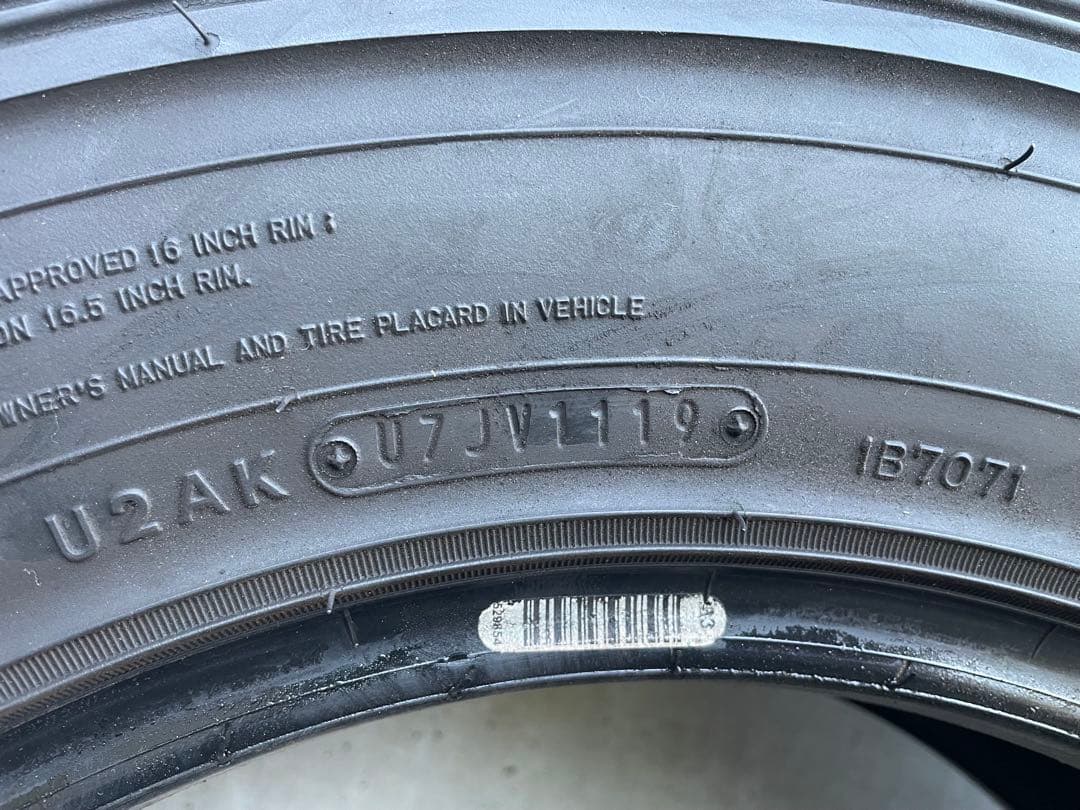 APPROVED 16 INCH RIM ;
ON 16.5 INCH RIM.
OWNER'S MANUAL AND TIRE PLACARD IN VEHICLE
U2AK U7JV1119 1B7071
529854